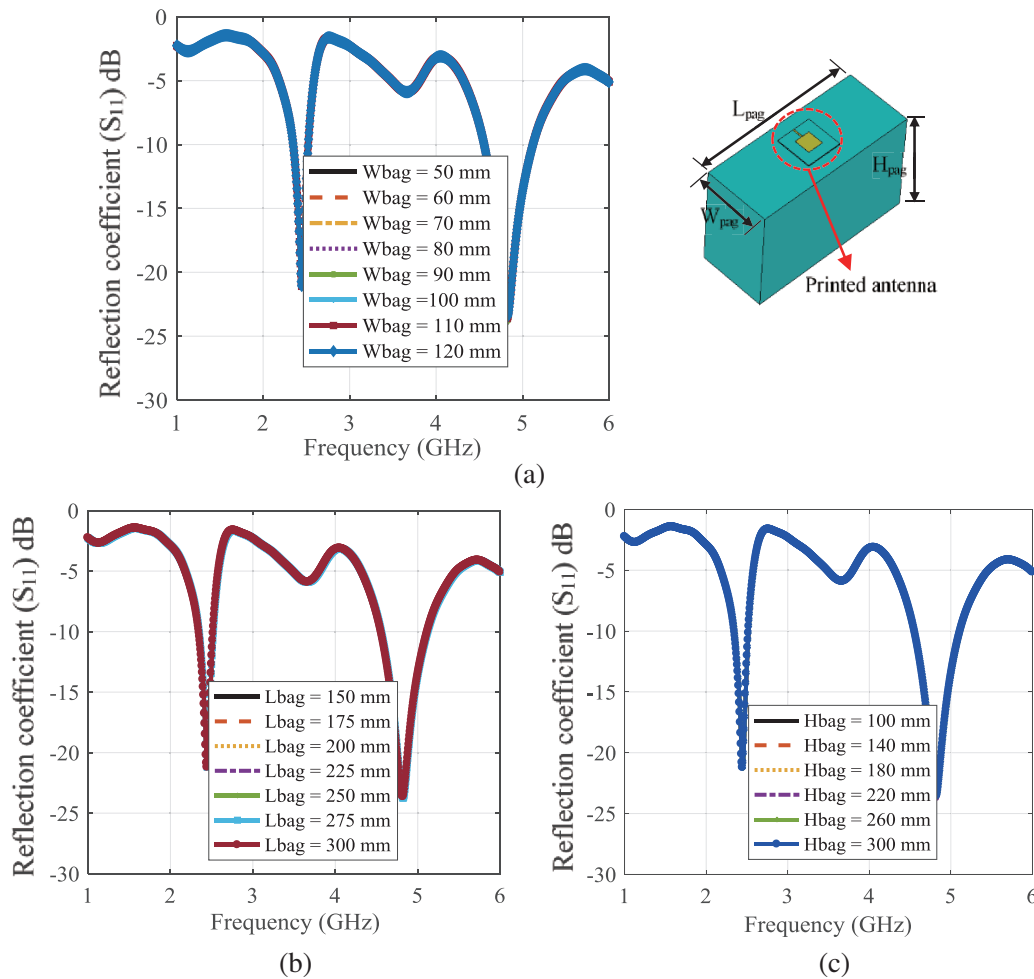 0
-5
-10
-15
-20
-25
-30
Reflection coefficient (S11) dB
Wbag = 50 mm
Wbag = 60 mm
Wbag = 70 mm
Wbag = 80 mm
Wbag = 90 mm
Wbag =100 mm
Wbag = 110 mm
Wbag = 120 mm
1 2 3 4 5 6
Frequency (GHz)
Lpag
Hpag
Wpag
Printed antenna
(a)
0
-5
-10
-15
-20
-25
-30
Reflection coefficient (S11) dB
Lbag = 150 mm
Lbag = 175 mm
Lbag = 200 mm
Lbag = 225 mm
Lbag = 250 mm
Lbag = 275 mm
Lbag = 300 mm
1 2 3 4 5 6
Frequency (GHz)
(b)
0
-5
-10
-15
-20
-25
-30
Reflection coefficient (S11) dB
Hbag = 100 mm
Hbag = 140 mm
Hbag = 180 mm
Hbag = 220 mm
Hbag = 260 mm
Hbag = 300 mm
1 2 3 4 5 6
Frequency (GHz)
(c)